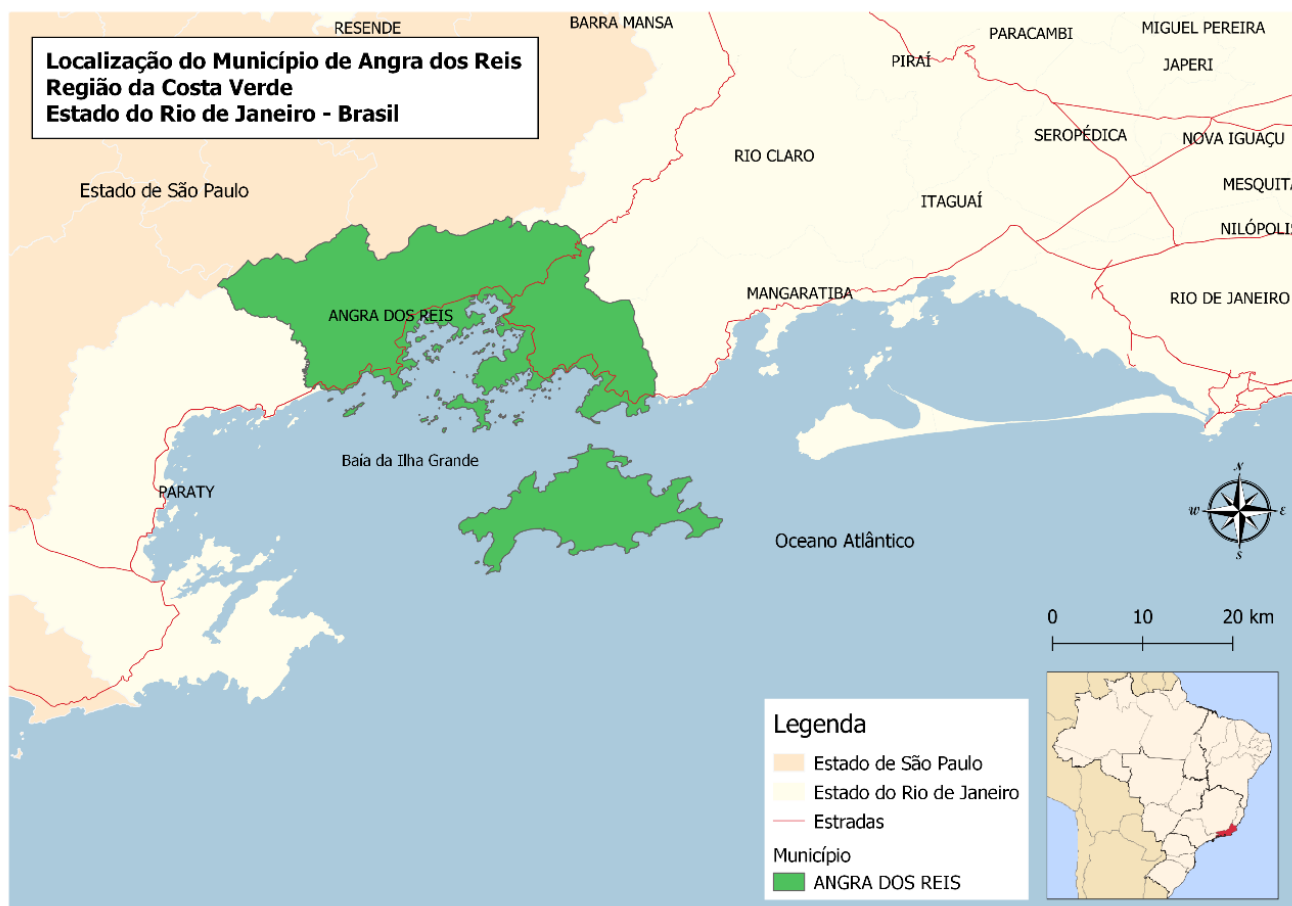 RESENDE
BARRA MANSA
PARACAMBI
MIGUEL PEREIRA
Localização do Município de Angra dos Reis
Região da Costa Verde
Estado do Rio de Janeiro - Brasil
PIRAÍ
JAPERI
SEROPÉDICA
NOVA IGUAÇU
RIO CLARO
Estado de São Paulo
MESQUITA
ITAGUAÍ
NILÓPOLIS
MANGARATIBA
RIO DE JANEIRO
ANGRA DOS REIS
Baía da Ilha Grande
PARATY
N
W
E
S
Oceano Atlântico
0 10 20 km
Legenda
Estado de São Paulo
Estado do Rio de Janeiro
Estradas
Município
ANGRA DOS REIS